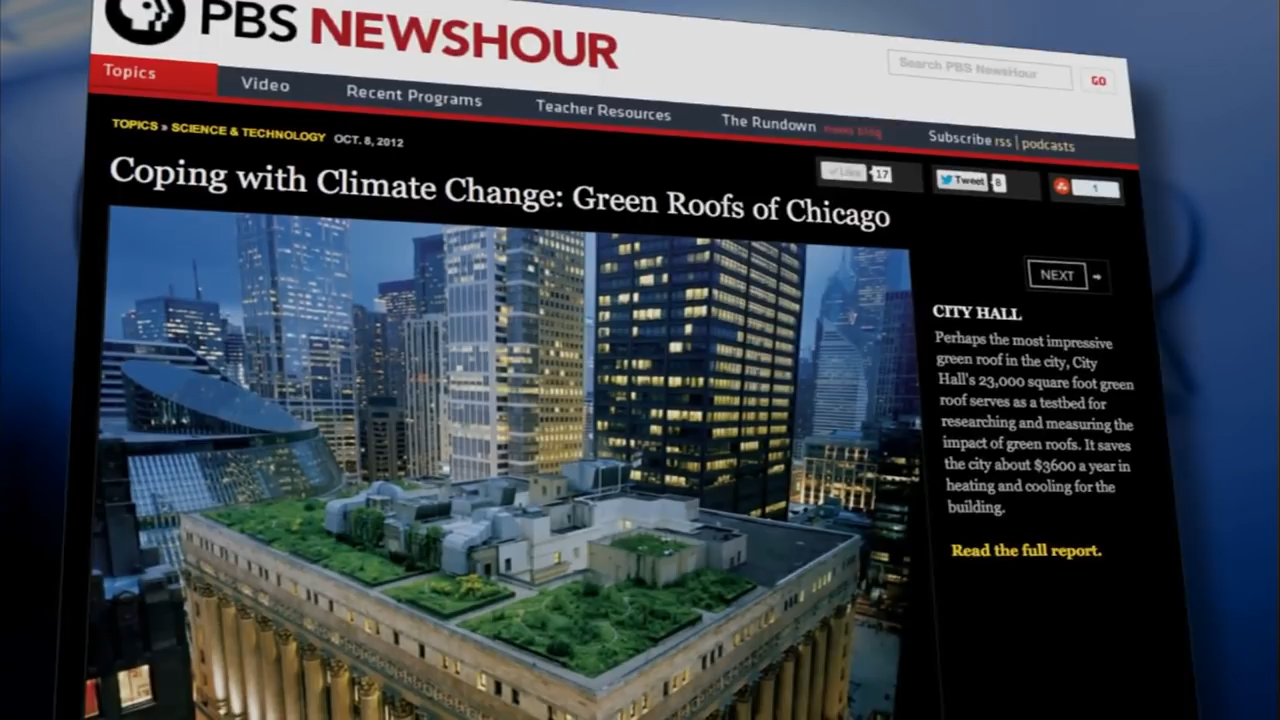 PBS NEWSHOUR
Search PBS NewsHour
GO
Topics
Video
Recent Programs
Teacher Resources
The Rundown news blog
Subscribe rss | podcasts
TOPICS » SCIENCE & TECHNOLOGY OCT. 8, 2012
Like 17
Tweet 8
1
Coping with Climate Change: Green Roofs of Chicago
NEXT
CITY HALL
Perhaps the most impressive
green roof in the city, City
Hall's 23,000 square foot green
roof serves as a testbed for
researching and measuring the
impact of green roofs. It saves
the city about $3600 a year in
heating and cooling for the
building.
Read the full report.